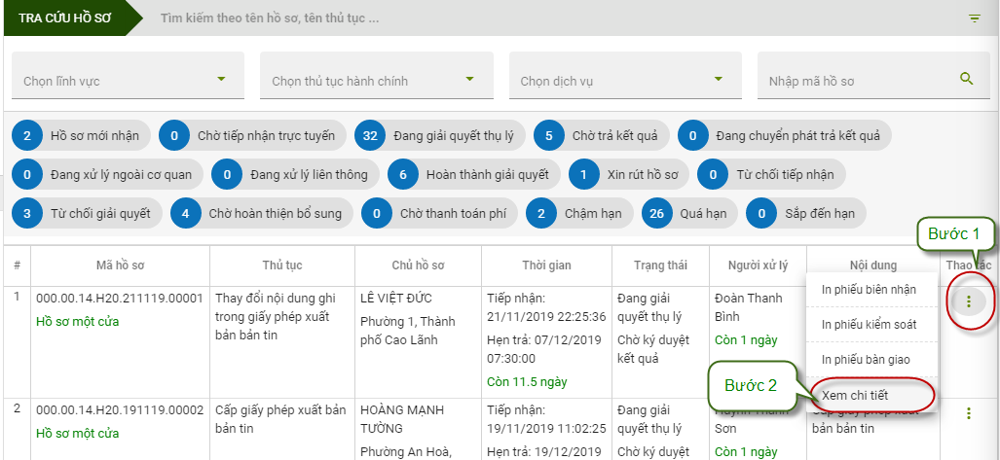 TRA CỨU HỒ SƠ Tìm kiếm theo tên hồ sơ, tên thủ tục ...
Chọn lĩnh vực Chọn thủ tục hành chính Chọn dịch vụ Nhập mã hồ sơ
2 Hồ sơ mới nhận 0 Chờ tiếp nhận trực tuyến 32 Đang giải quyết thụ lý 5 Chờ trả kết quả 0 Đang chuyển phát trả kết quả
0 Đang xử lý ngoài cơ quan 0 Đang xử lý liên thông 6 Hoàn thành giải quyết 1 Xin rút hồ sơ 0 Từ chối tiếp nhận
3 Từ chối giải quyết 4 Chờ hoàn thiện bổ sung 0 Chờ thanh toán phí 2 Chậm hạn 26 Quá hạn 0 Sắp đến hạn
Bước 1
# Mã hồ sơ Thủ tục Chủ hồ sơ Thời gian Trạng thái Người xử lý Nội dung Thao tác
1
000.00.14.H20.211119.00001
Hồ sơ một cửa
Thay đổi nội dung ghi
trong giấy phép xuất
bản bản tin
LÊ VIỆT ĐỨC
Phường 1, Thành
phố Cao Lãnh
Tiếp nhận:
21/11/2019 22:25:36
Hẹn trả: 07/12/2019
07:30:00
Còn 11.5 ngày
Đang giải
quyết thụ lý
Chờ ký duyệt
kết quả
Đoàn Thanh
Bình
Còn 1 ngày
In phiếu biên nhận
In phiếu kiểm soát
In phiếu bàn giao
Xem chi tiết
Bước 2
2
000.00.14.H20.191119.00002
Hồ sơ một cửa
Cấp giấy phép xuất bản
bản tin
HOÀNG MẠNH
TƯỜNG
Phường An Hoà,
Tiếp nhận:
19/11/2019 11:02:25
Hẹn trả: 19/12/2019
Đang giải
quyết thụ lý
Chờ ký duyệt
Huỳnh Thanh
Sơn
Còn 1 ngày
Cấp giấy phép xuất
bản bản tin